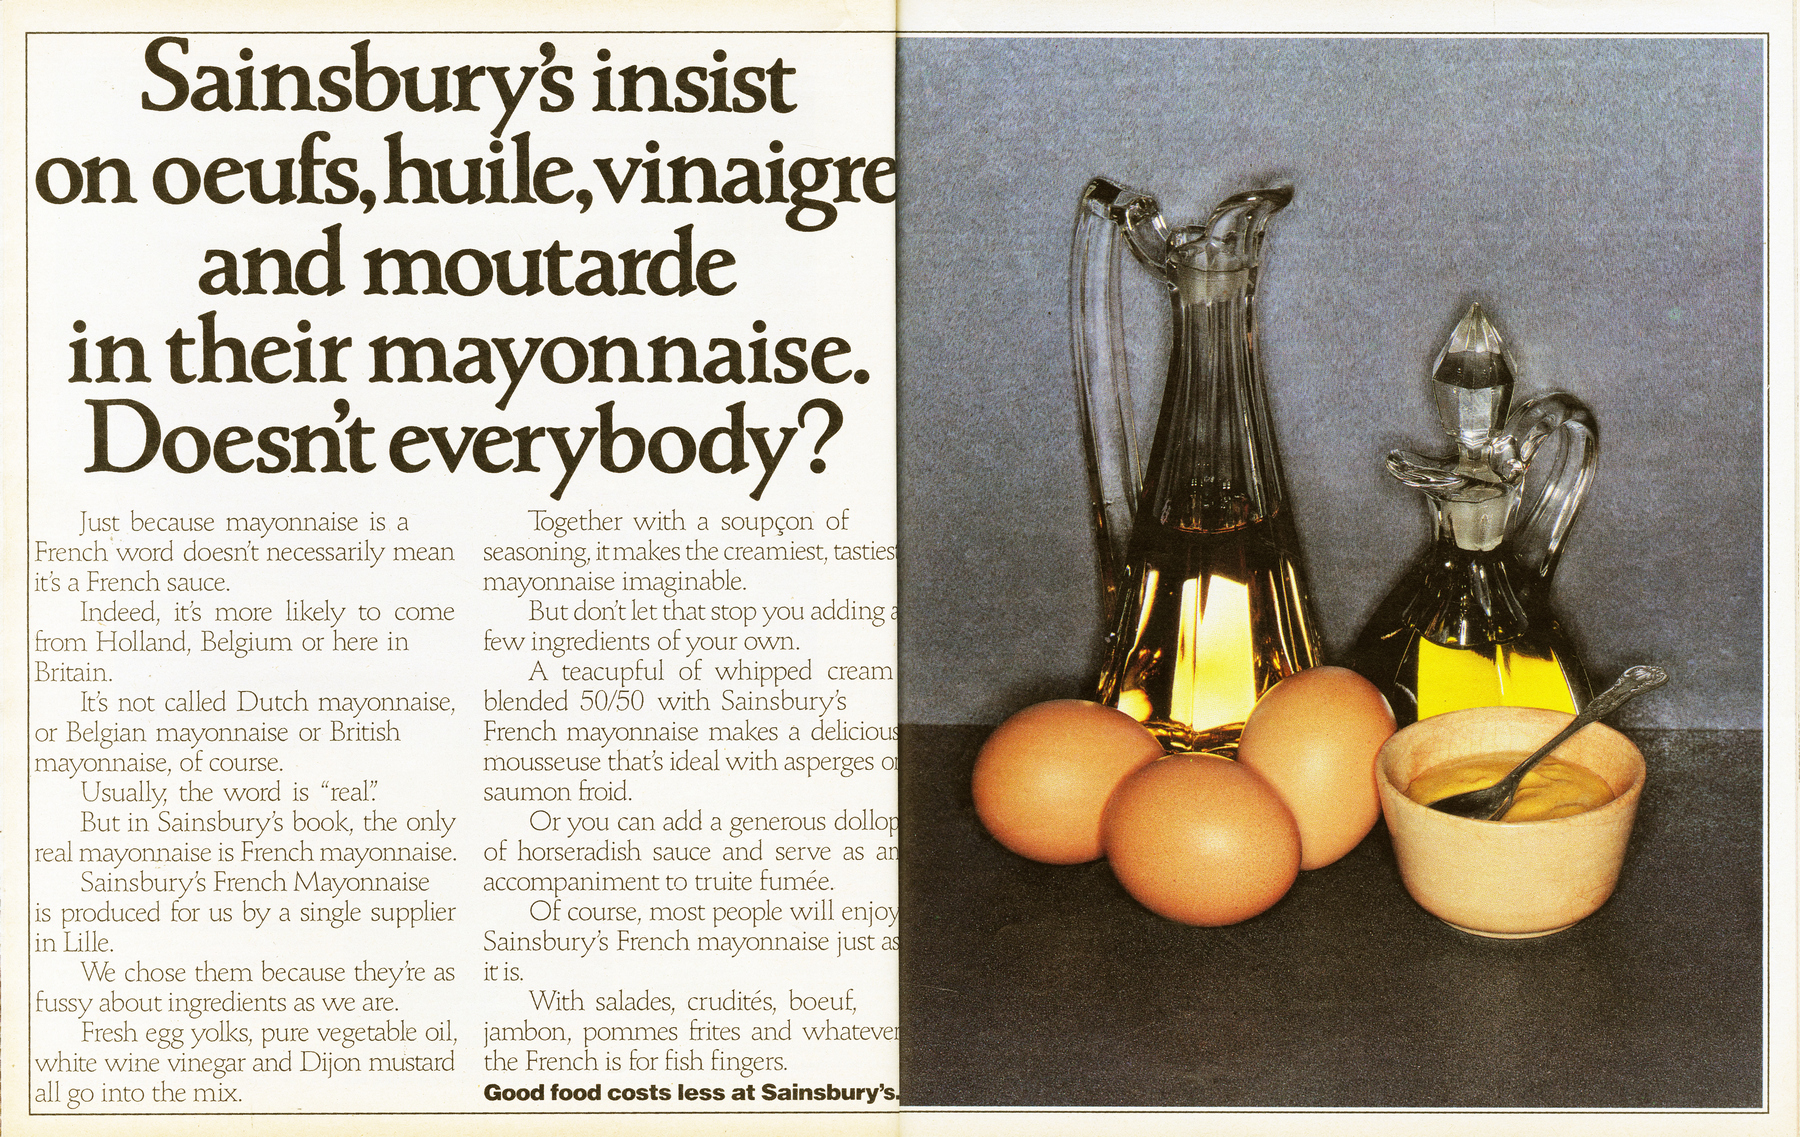 Sainsbury's insist
on oeufs, huile, vinaigre
and moutarde
in their mayonnaise.
Doesn't everybody?
Just because mayonnaise is a
French word doesn't necessarily mean
it's a French sauce.
Indeed, it's more likely to come
from Holland, Belgium or here in
Britain.
It's not called Dutch mayonnaise,
or Belgian mayonnaise or British
mayonnaise, of course.
Usually, the word is “real”.
But in Sainsbury's book, the only
real mayonnaise is French mayonnaise.
Sainsbury's French Mayonnaise
is produced for us by a single supplier
in Lille.
We chose them because they're as
fussy about ingredients as we are.
Fresh egg yolks, pure vegetable oil,
white wine vinegar and Dijon mustard
all go into the mix.
Together with a soupçon of
seasoning, it makes the creamiest, tastiest
mayonnaise imaginable.
But don't let that stop you adding a
few ingredients of your own.
A teacupful of whipped cream
blended 50/50 with Sainsbury's
French mayonnaise makes a delicious
mousseuse that's ideal with asperges or
saumon froid.
Or you can add a generous dollop
of horseradish sauce and serve as an
accompaniment to truite fumée.
Of course, most people will enjoy
Sainsbury's French mayonnaise just as
it is.
With salades, crudités, boeuf,
jambon, pommes frites and whatever
the French is for fish fingers.
Good food costs less at Sainsbury's.